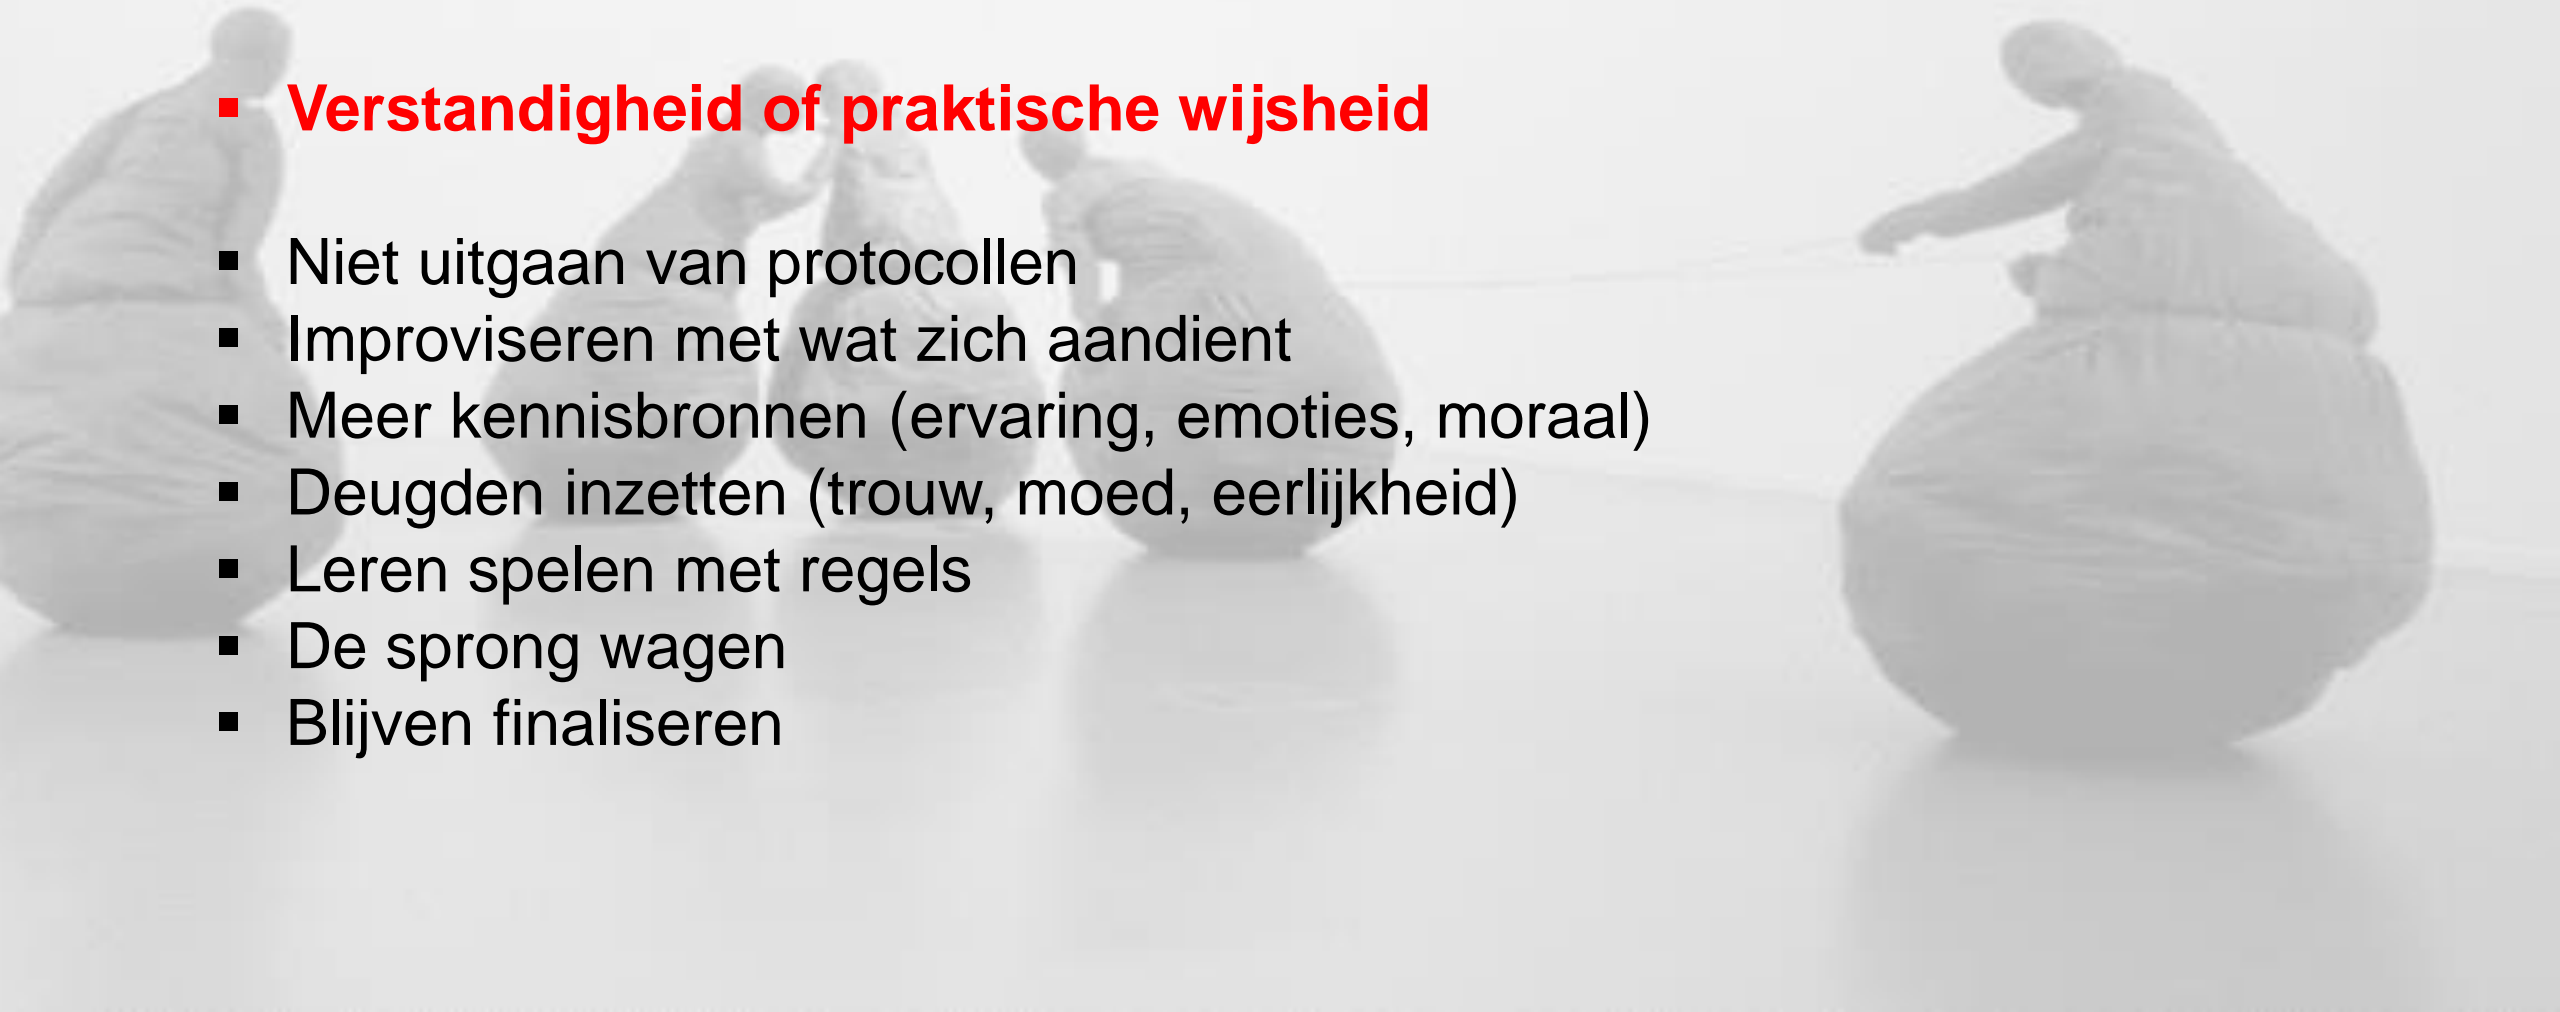 ▪ Verstandigheid of praktische wijsheid
▪ Niet uitgaan van protocollen
▪ Improviseren met wat zich aandient
▪ Meer kennisbronnen (ervaring, emoties, moraal)
▪ Deugden inzetten (trouw, moed, eerlijkheid)
▪ Leren spelen met regels
▪ De sprong wagen
▪ Blijven finaliseren